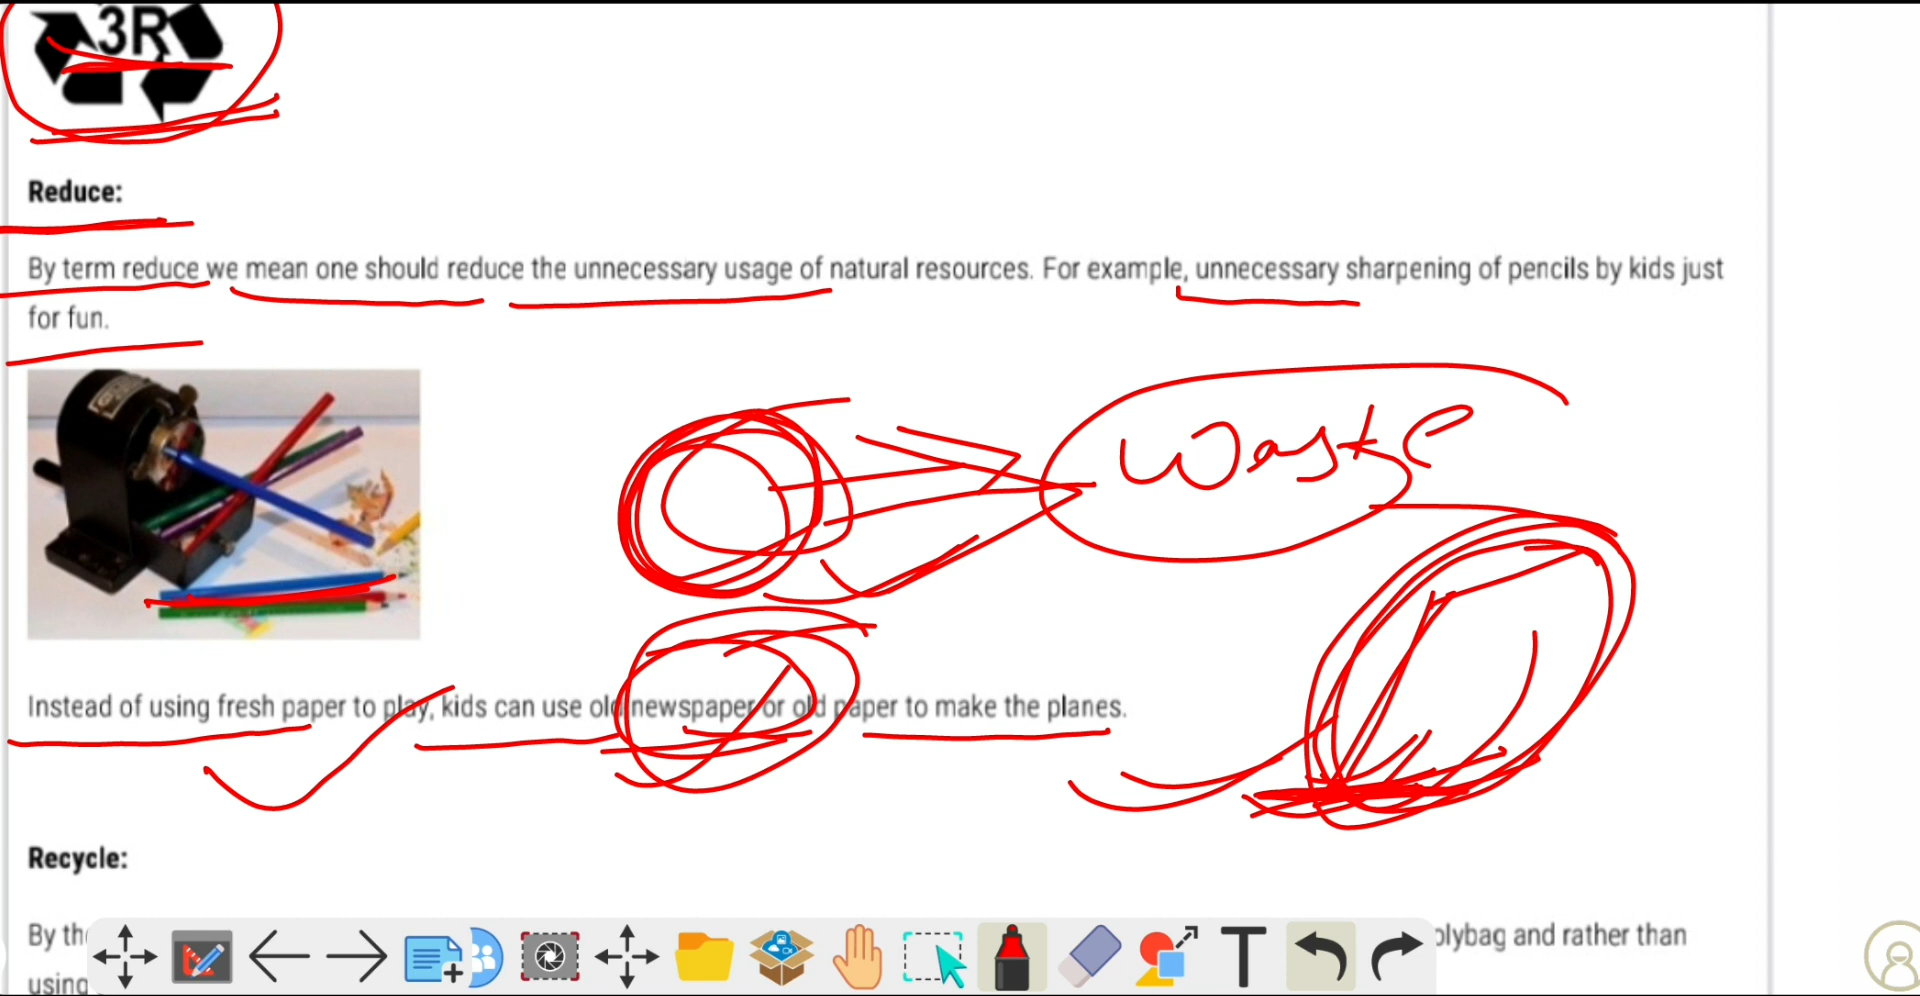 3R
Reduce:
By term reduce we mean one should reduce the unnecessary usage of natural resources. For example, unnecessary sharpening of pencils by kids just
for fun.
Waste
Instead of using fresh paper to play, kids can use old newspaper or old paper to make the planes.
Recycle:
By th
olybag and rather than
using
T